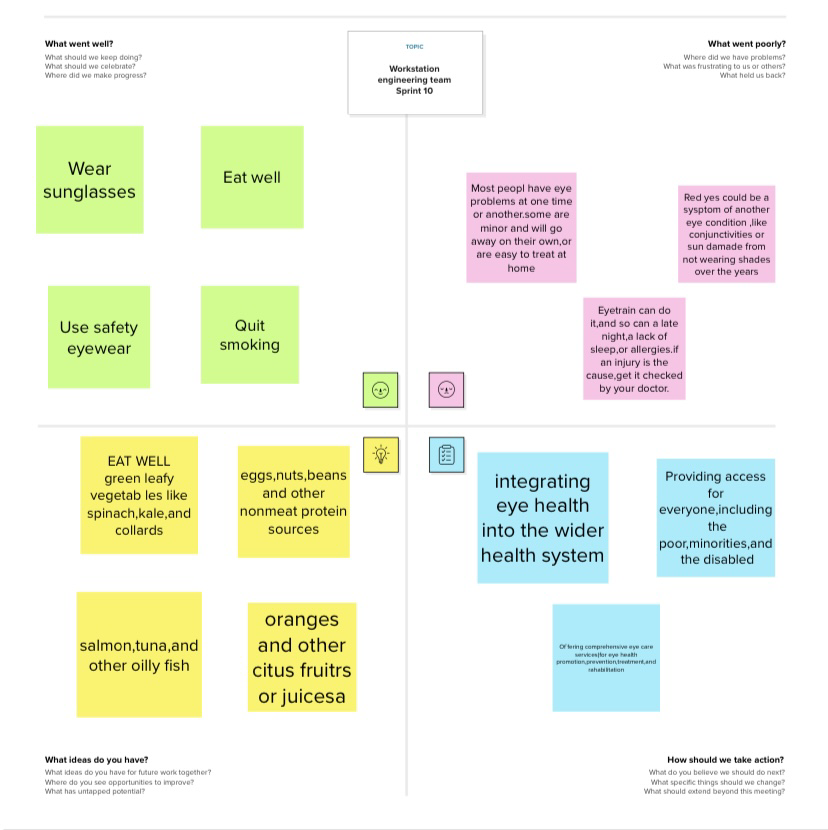 What went well?
What should we keep doing?
What should we celebrate?
Where did we make progress?
TOPIC
Workstation
engineering team
Sprint 10
What went poorly?
Where did we have problems?
What was frustrating to us or others?
What held us back?
Wear
sunglasses
Eat well
Use safety
eyewear
Quit
smoking
Most peopl have eye
problems at one time
or another.some are
minor and will go
away on their own,or
are easy to treat at
home
Red yes could be a
sysptom of another
eye condition ,like
conjunctivities or
sun damade from
not wearing shades
over the years
Eyetrain can do
it,and so can a late
night,a lack of
sleep,or allergies.if
an injury is the
cause,get it checked
by your doctor.
EAT WELL
green leafy
vegetab les like
spinach,kale,and
collards
eggs,nuts,beans
and other
nonmeat protein
sources
salmon,tuna,and
other oilly fish
oranges
and other
citus fruitrs
or juicesa
integrating
eye health
into the wider
health system
Providing access
for
everyone,including
the
poor,minorities,and
the disabled
Offering comprehensive eye care
services(for eye health
promotion,prevention,treatment,and
rehabilitation
What ideas do you have?
What ideas do you have for future work together?
Where do you see opportunities to improve?
What has untapped potential?
How should we take action?
What do you believe we should do next?
What specific things should we change?
What should extend beyond this meeting?